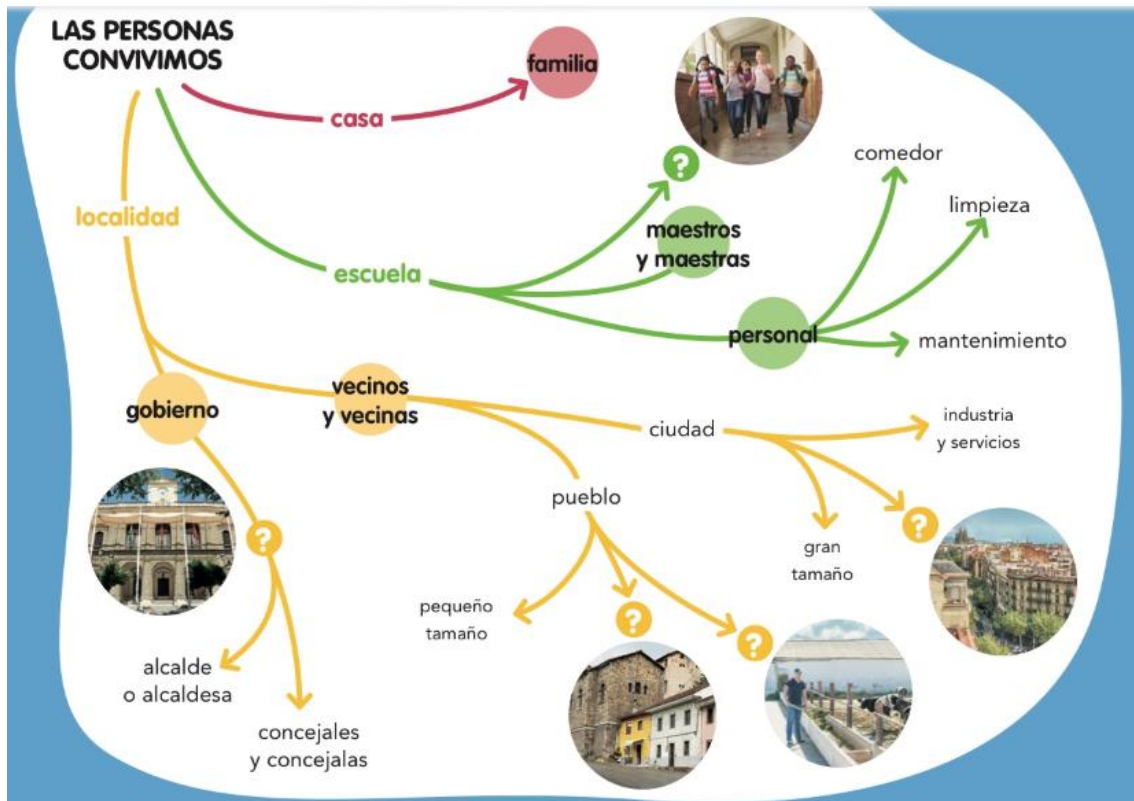 LAS PERSONAS
CONVIVIMOS
familia
casa
?
comedor
limpieza
localidad
maestros
y maestras
escuela
personal
mantenimiento
vecinos
y vecinas
gobierno
ciudad
industria
y servicios
pueblo
?
?
gran
tamaño
pequeño
tamaño
?
?
alcalde
o alcaldesa
concejales
y concejalas